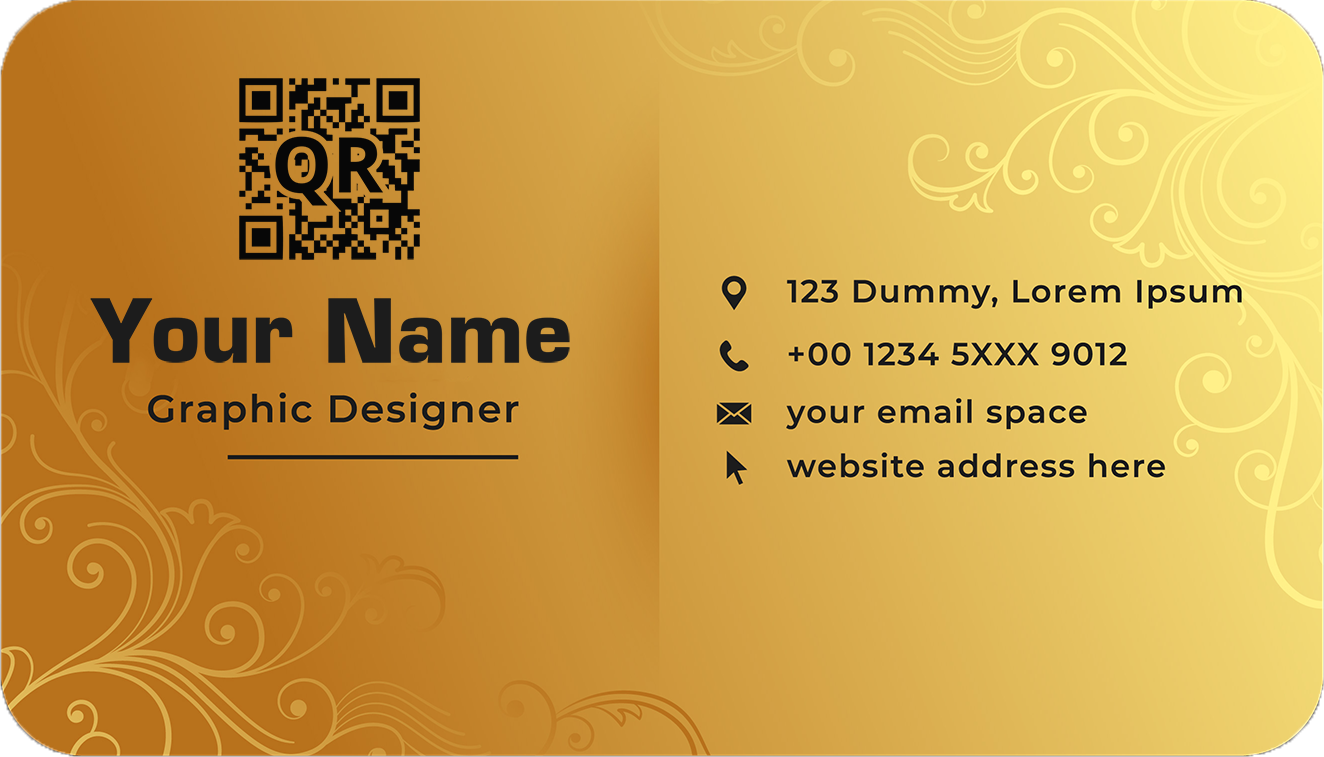 QR
Your Name
Graphic Designer
123 Dummy, Lorem Ipsum
+00 1234 5XXX 9012
your email space
website address here